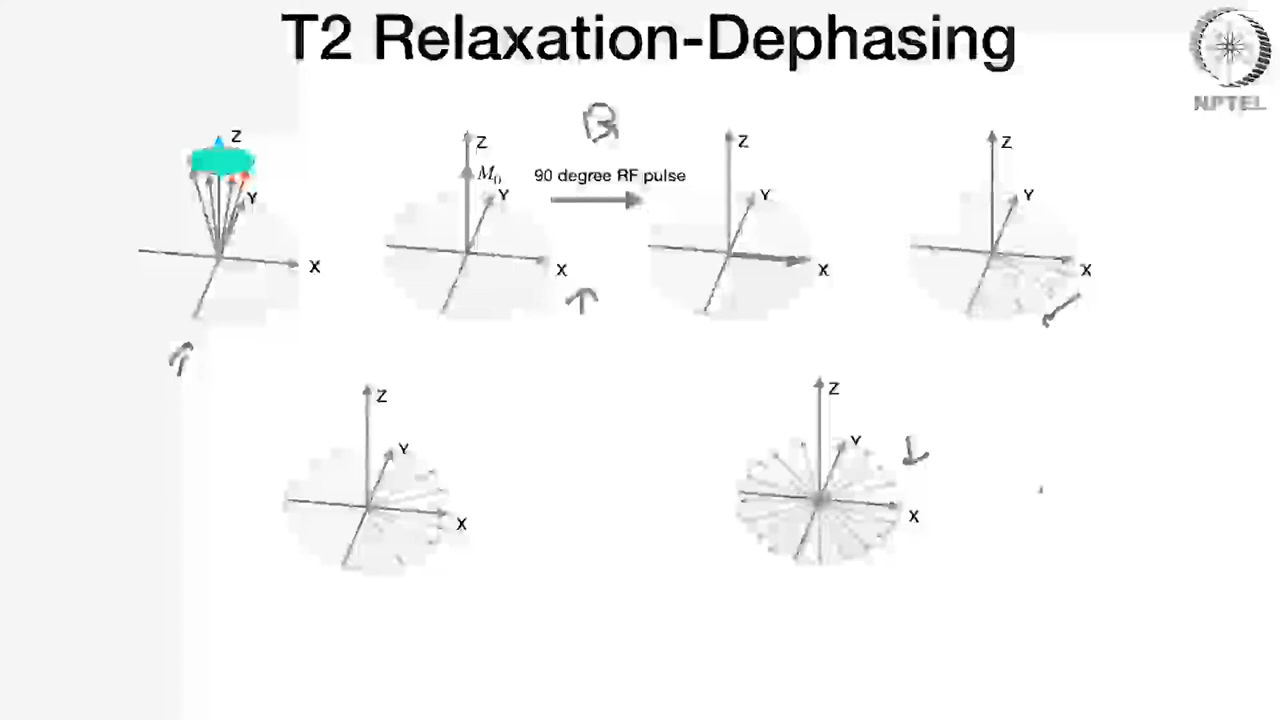 T2 Relaxation-Dephasing
NPTEL
B
Z
Y
X
Z
M₀
Y
X
90 degree RF pulse
Z
Y
X
Z
Y
X
Z
Y
X
Z
Y
X